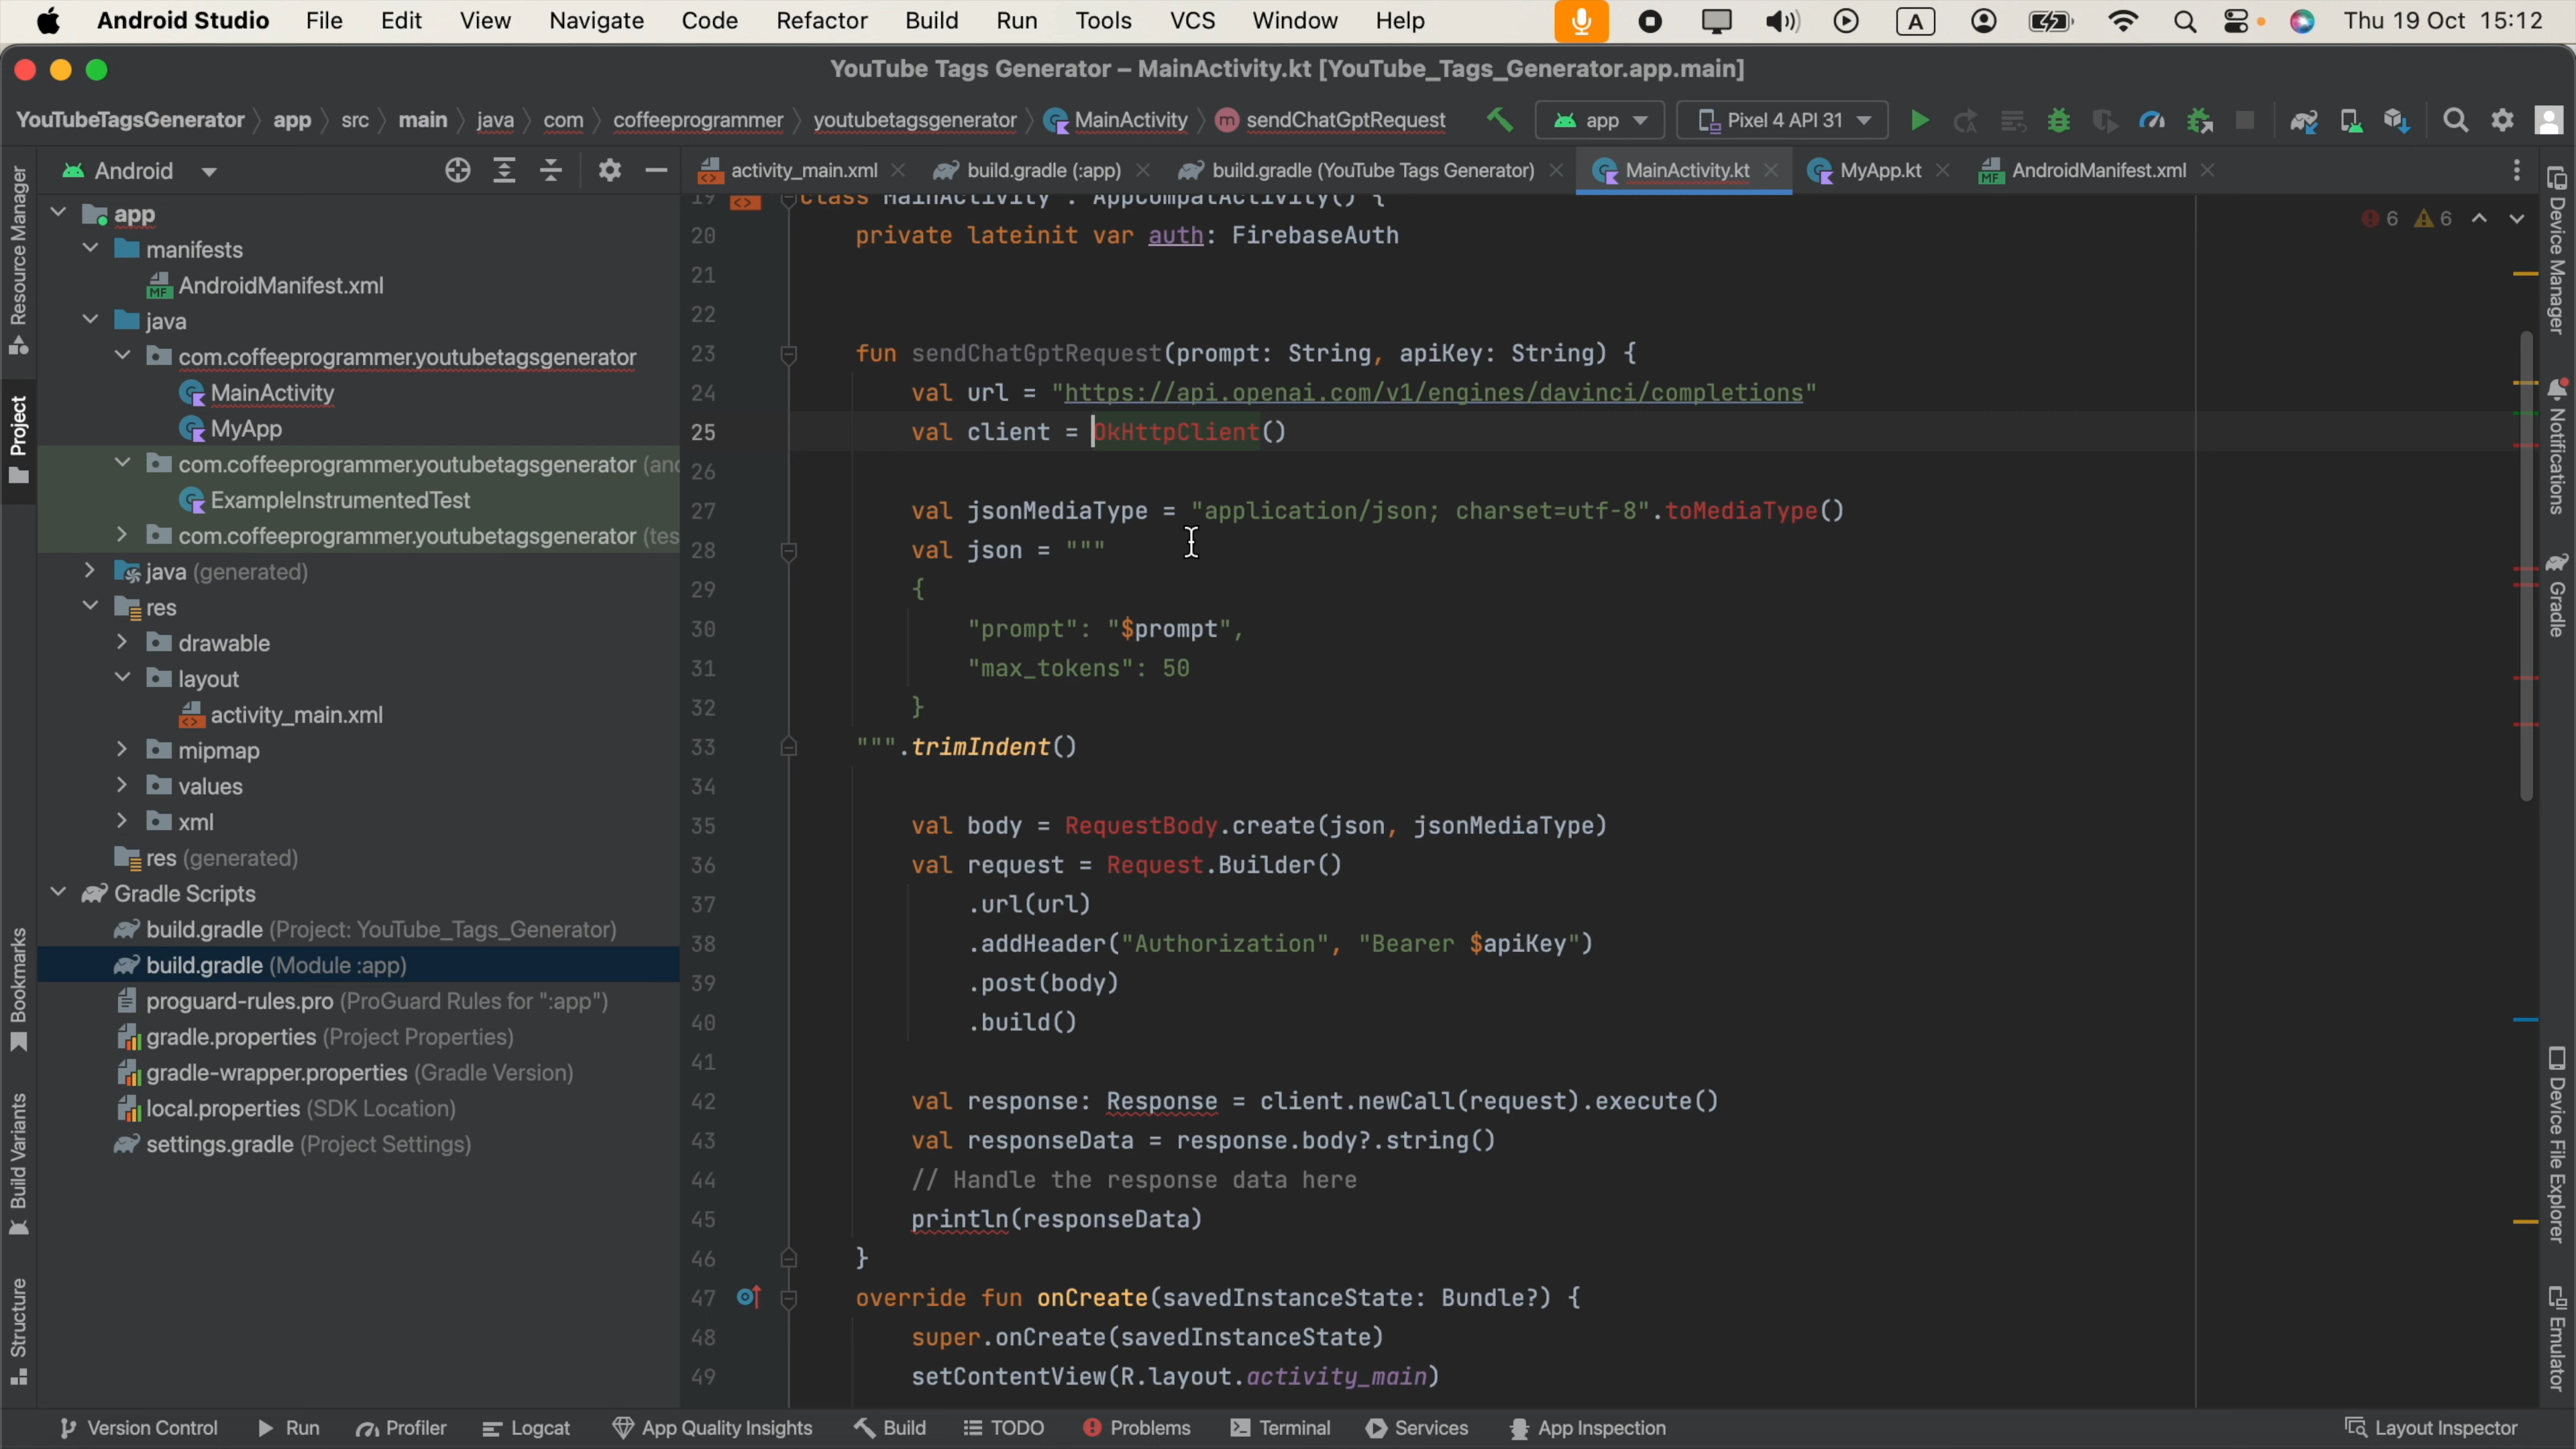 Android Studio File Edit View Navigate Code Refactor Build Run Tools VCS Window Help A Thu 19 Oct 15:12
YouTube Tags Generator – MainActivity.kt [YouTube_Tags_Generator.app.main]
YouTubeTagsGenerator app src main java com coffeeprogrammer youtubetagsgenerator MainActivity m sendChatGptRequest app Pixel 4 API 31
Android
activity_main.xml build.gradle (:app) build.gradle (YouTube Tags Generator) MainActivity.kt MyApp.kt AndroidManifest.xml
Resource Manager
Project
Bookmarks
Build Variants
Structure
app
manifests
MF AndroidManifest.xml
java
com.coffeeprogrammer.youtubetagsgenerator
MainActivity
MyApp
com.coffeeprogrammer.youtubetagsgenerator (and
ExampleInstrumentedTest
com.coffeeprogrammer.youtubetagsgenerator (tes
java (generated)
res
drawable
layout
activity_main.xml
mipmap
values
xml
res (generated)
Gradle Scripts
build.gradle (Project: YouTube_Tags_Generator)
build.gradle (Module :app)
proguard-rules.pro (ProGuard Rules for ":app")
gradle.properties (Project Properties)
gradle-wrapper.properties (Gradle Version)
local.properties (SDK Location)
settings.gradle (Project Settings)
6 6
19 class MainActivity : AppCompatActivity() {
20 private lateinit var auth: FirebaseAuth
21
22
23 fun sendChatGptRequest(prompt: String, apiKey: String) {
24 val url = "https://api.openai.com/v1/engines/davinci/completions"
25 val client = OkHttpClient()
26
27 val jsonMediaType = "application/json; charset=utf-8".toMediaType()
28 val json = """
29 {
30 "prompt": "$prompt",
31 "max_tokens": 50
32 }
33 """.trimIndent()
34
35 val body = RequestBody.create(json, jsonMediaType)
36 val request = Request.Builder()
37 .url(url)
38 .addHeader("Authorization", "Bearer $apiKey")
39 .post(body)
40 .build()
41
42 val response: Response = client.newCall(request).execute()
43 val responseData = response.body?.string()
44 // Handle the response data here
45 println(responseData)
46 }
47 override fun onCreate(savedInstanceState: Bundle?) {
48 super.onCreate(savedInstanceState)
49 setContentView(R.layout.activity_main)
Device Manager
Notifications
Gradle
Device File Explorer
Emulator
Version Control Run Profiler Logcat App Quality Insights Build TODO Problems Terminal Services App Inspection Layout Inspector